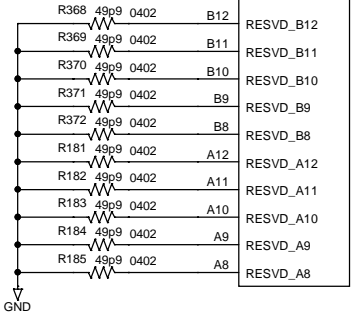 R368 49p9 0402 B12 RESVD_B12
R369 49p9 0402 B11 RESVD_B11
R370 49p9 0402 B10 RESVD_B10
R371 49p9 0402 B9 RESVD_B9
R372 49p9 0402 B8 RESVD_B8
R181 49p9 0402 A12 RESVD_A12
R182 49p9 0402 A11 RESVD_A11
R183 49p9 0402 A10 RESVD_A10
R184 49p9 0402 A9 RESVD_A9
R185 49p9 0402 A8 RESVD_A8
GND